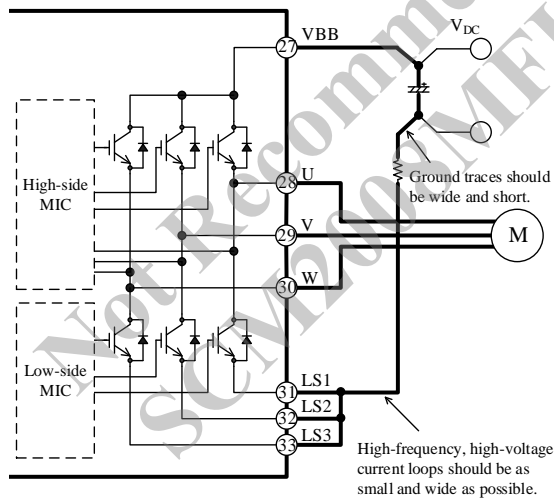 27
VBB
VDC
High-side
MIC
28
U
Ground traces should
be wide and short.
29
V
M
30
W
Low-side
MIC
31
LS1
32
LS2
33
LS3
High-frequency, high-voltage
current loops should be as
small and wide as possible.
Not Recomme
SCM2008MF